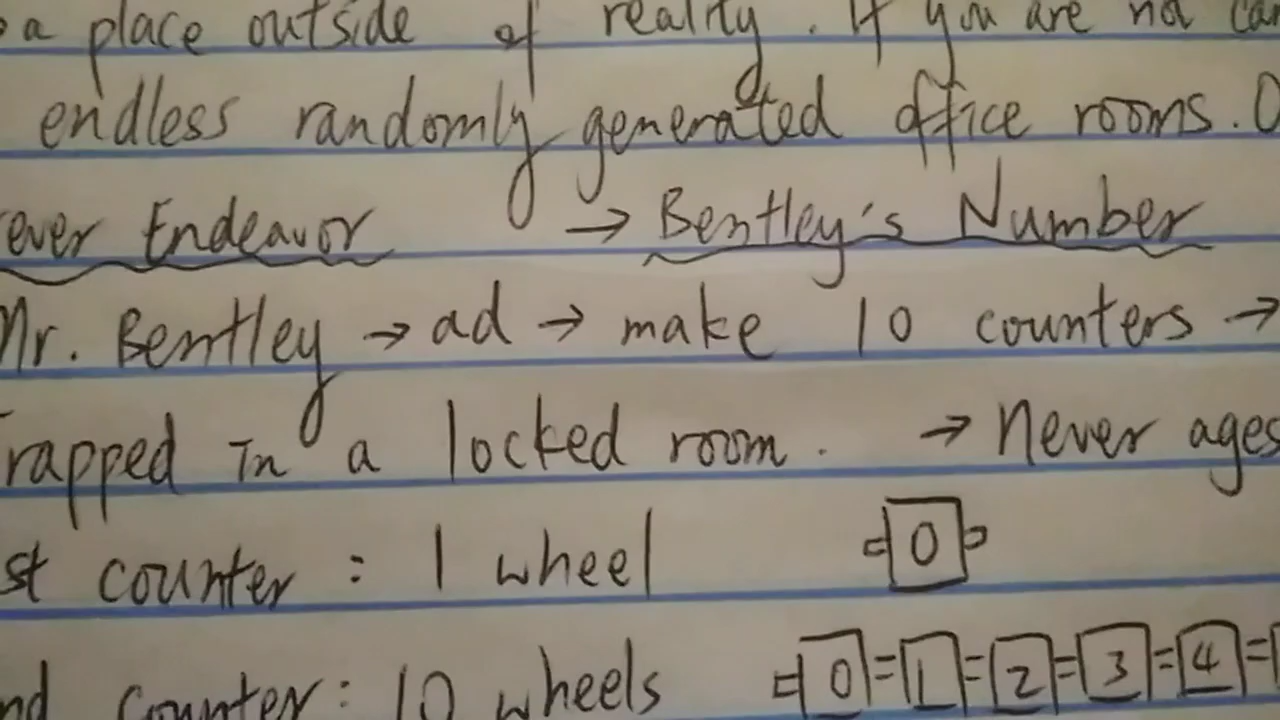 a place outside of reality. If you are not
endless randomly generated office rooms.
ever Endeavor → Bentley's Number
Mr. Bentley → ad → make 10 counters →
rapped in a locked room. → never ages
st counter : 1 wheel 0
nd counter : 10 wheels 0 = 1 = 2 = 3 = 4 =